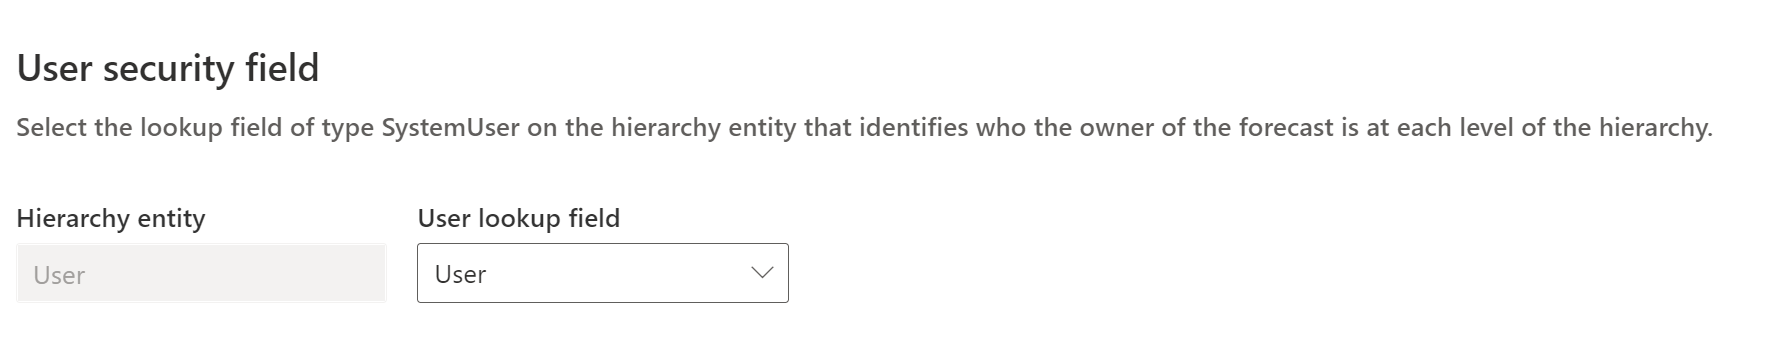 User security field
Select the lookup field of type SystemUser on the hierarchy entity that identifies who the owner of the forecast is at each level of the hierarchy.
Hierarchy entity
User lookup field
User
User